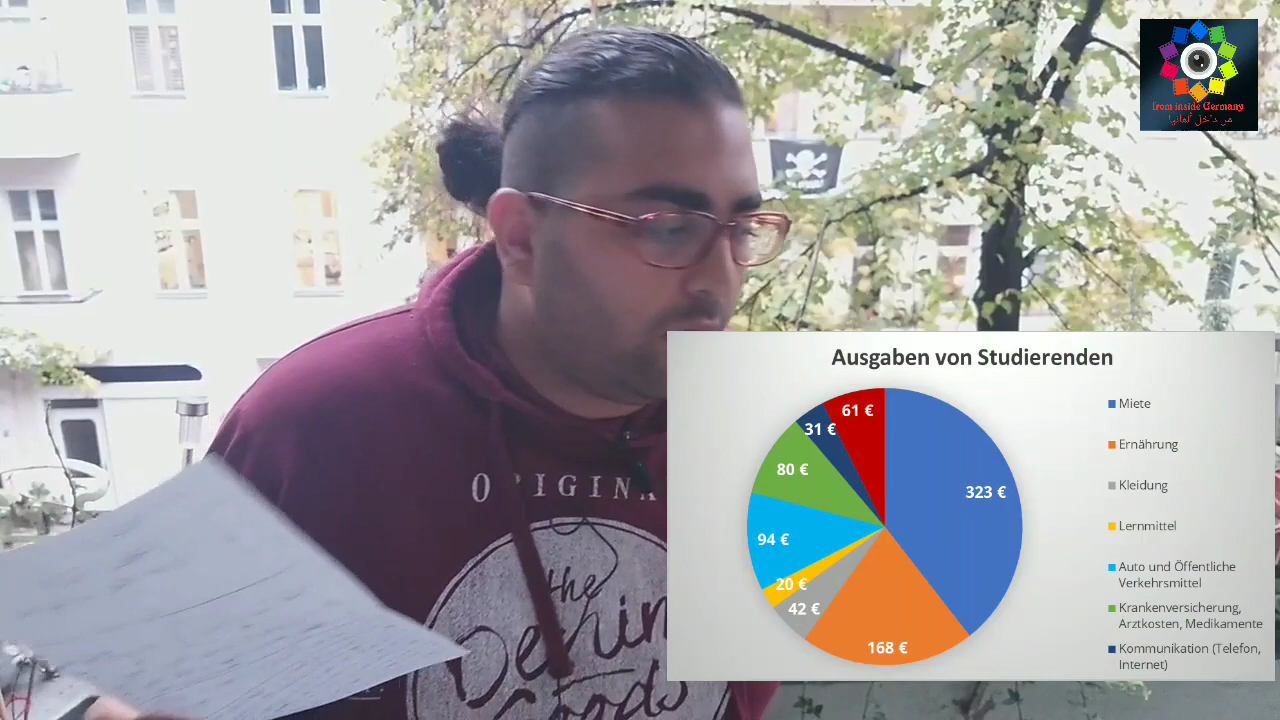 from inside Germany
من داخل ألمانيا
ORIGINA
the
Denim
Goods
Ausgaben von Studierenden
61 €
31 €
80 €
323 €
94 €
20 €
42 €
168 €
Miete
Ernährung
Kleidung
Lernmittel
Auto und Öffentliche
Verkehrsmittel
Krankenversicherung,
Arztkosten, Medikamente
Kommunikation (Telefon,
Internet)